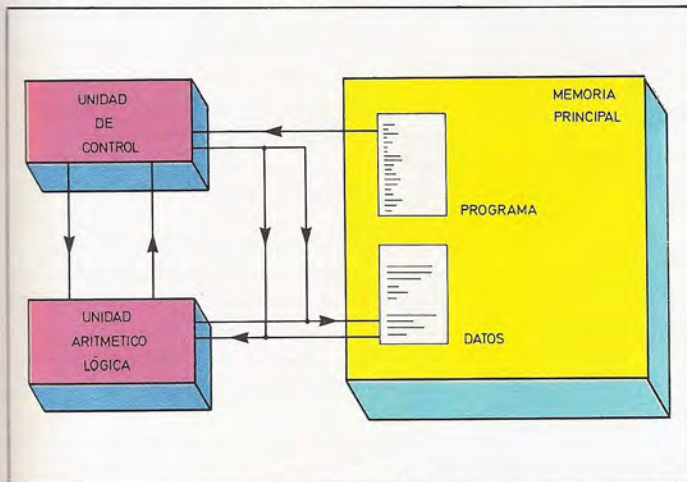 UNIDAD
DE
CONTROL
MEMORIA
PRINCIPAL
PROGRAMA
UNIDAD
ARITMETICO
LÓGICA
DATOS